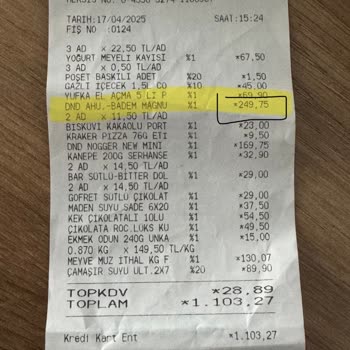 TARİH:17/04/2025 SAAT:15:24
FİŞ NO :0124
3 AD × 22,50 TL/AD
YOĞURT MEYVELİ KAYISI %1 *67,50
3 AD × 0,50 TL/AD
POŞET BASKILI ADET %20 *1,50
GAZLI İÇECEK 1,5L CO %10 *45,00
YUFKA EL AÇMA 5 Lİ P %1 *69,90
DND AHU.-BADEM MAGNU %1 *249,75
2 AD × 11,50 TL/AD
BİSKÜVİ KAKAOLU PORT %1 *23,00
KRAKER PİZZA 76G ETİ %1 *9,50
DND NOGGER NEW MINI %1 *169,75
KANEPE 200G SERHANSE %1 *32,90
2 AD × 14,50 TL/AD
BAR SÜTLÜ-BİTTER DOL %1 *29,00
2 AD × 14,50 TL/AD
GOFRET SÜTLÜ ÇİKOLAT %1 *29,00
MADEN SUYU SADE 6X20 %1 *37,50
KEK ÇİKOLATALI 10LU %1 *54,50
ÇİKOLATA ROC.LUKS KU %1 *49,50
EKMEK ODUN 240G UNKA %1 *15,00
0.870 KG × 149,50 TL/KG
MEYVE MUZ İTHAL KG F %1 *130,07
ÇAMAŞIR SUYU ULT.2X7 %20 *89,90
TOPKDV *28,89
TOPLAM *1.103,27
Kredi Kart Ent *1.103,27